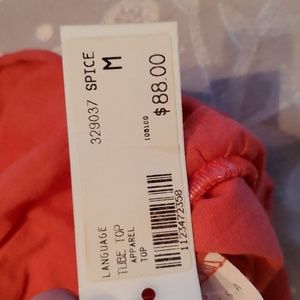 329037 SPICE
M
$88.00
100100
LANGUAGE
TUBE TOP
APPAREL
TOP
1123472358
A